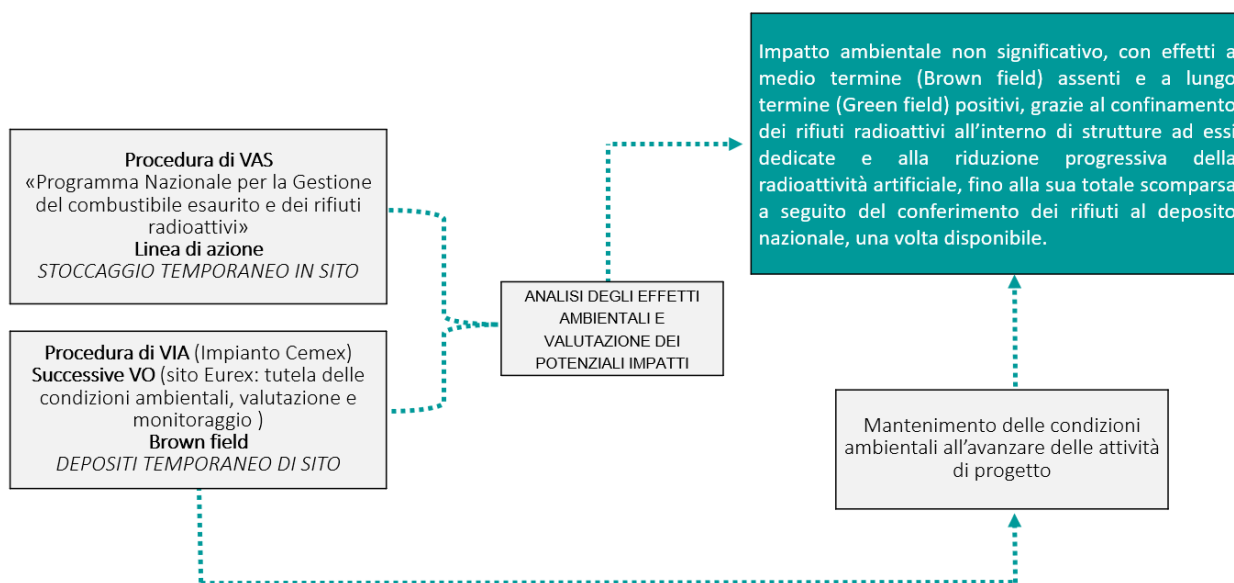 Procedura di VAS
«Programma Nazionale per la Gestione
del combustibile esaurito e dei rifiuti
radioattivi»
Linea di azione
STOCCAGGIO TEMPORANEO IN SITO
Procedura di VIA (Impianto Cemex)
Successive VO (sito Eurex: tutela delle
condizioni ambientali, valutazione e
monitoraggio )
Brown field
DEPOSITI TEMPORANEO DI SITO
ANALISI DEGLI EFFETTI
AMBIENTALI E
VALUTAZIONE DEI
POTENZIALI IMPATTI
Impatto ambientale non significativo, con effetti a
medio termine (Brown field) assenti e a lungo
termine (Green field) positivi, grazie al confinamento
dei rifiuti radioattivi all’interno di strutture ad essi
dedicate e alla riduzione progressiva della
radioattività artificiale, fino alla sua totale scomparsa
a seguito del conferimento dei rifiuti al deposito
nazionale, una volta disponibile.
Mantenimento delle condizioni
ambientali all’avanzare delle attività
di progetto